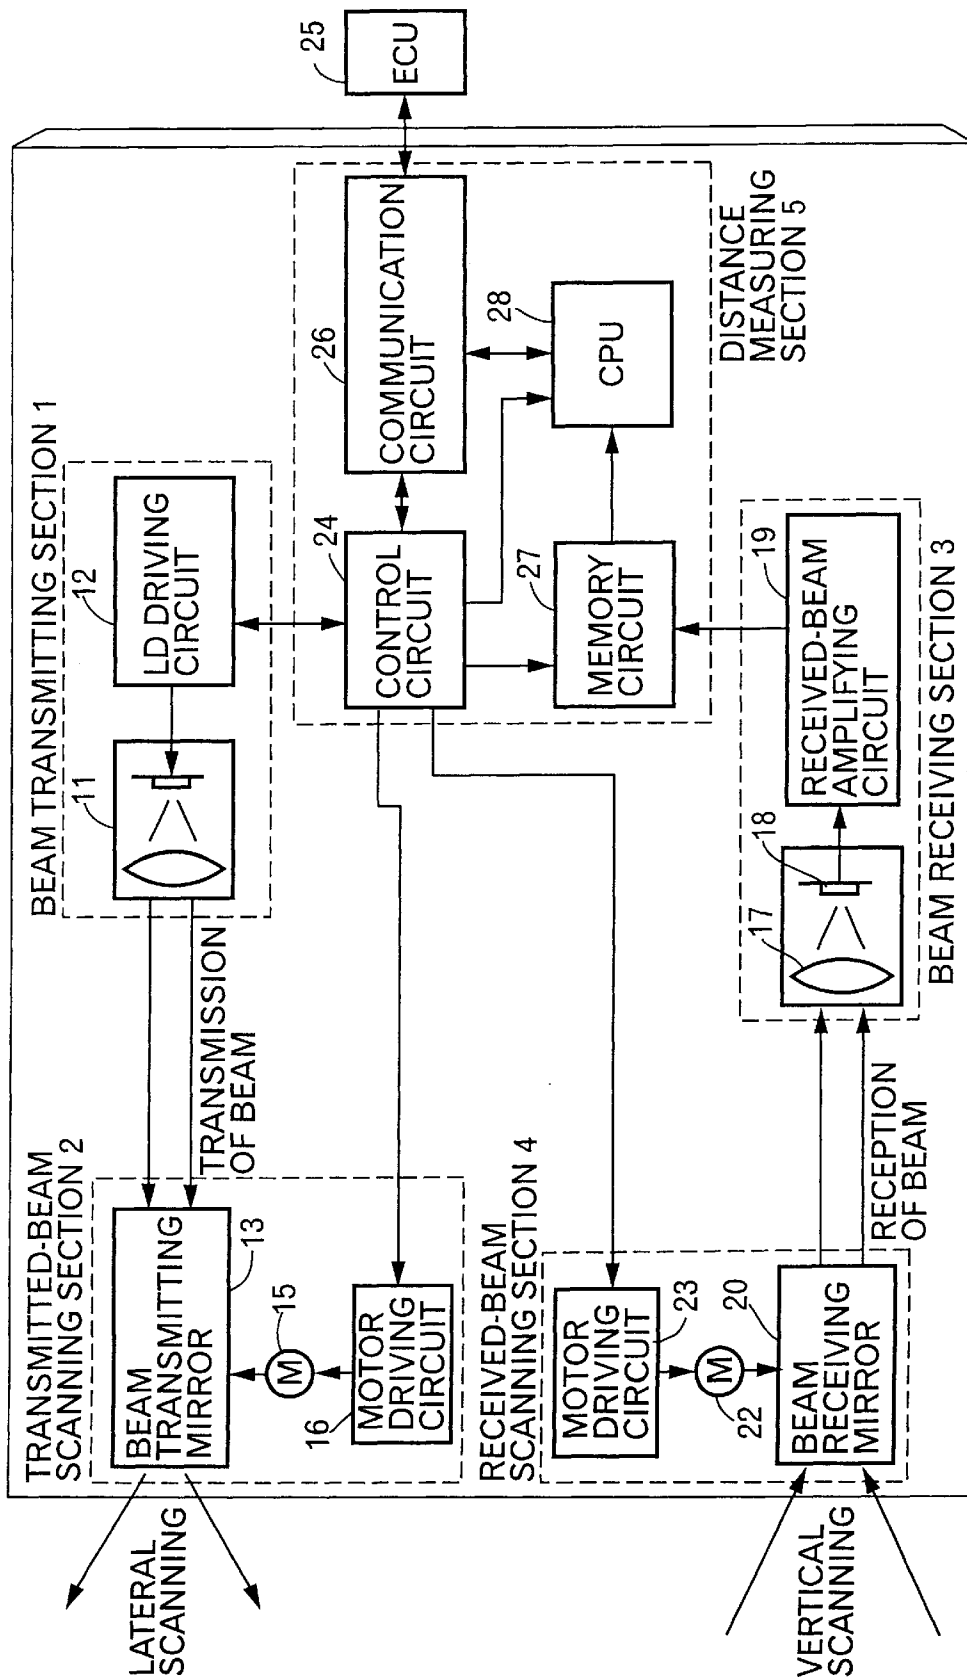 BEAM TRANSMITTING SECTION 1
11
12
LD DRIVING
CIRCUIT
TRANSMITTED-BEAM
SCANNING SECTION 2
BEAM
TRANSMITTING
MIRROR
13
15
M
16
MOTOR
DRIVING
CIRCUIT
TRANSMISSION
OF BEAM
LATERAL
SCANNING
24
CONTROL
CIRCUIT
26
COMMUNICATION
CIRCUIT
25
ECU
27
MEMORY
CIRCUIT
28
CPU
DISTANCE
MEASURING
SECTION 5
RECEIVED-BEAM
SCANNING SECTION 4
MOTOR
DRIVING
CIRCUIT
23
M
22
20
BEAM
RECEIVING
MIRROR
VERTICAL
SCANNING
RECEPTION
OF BEAM
17
18
19
RECEIVED-BEAM
AMPLIFYING
CIRCUIT
BEAM RECEIVING SECTION 3